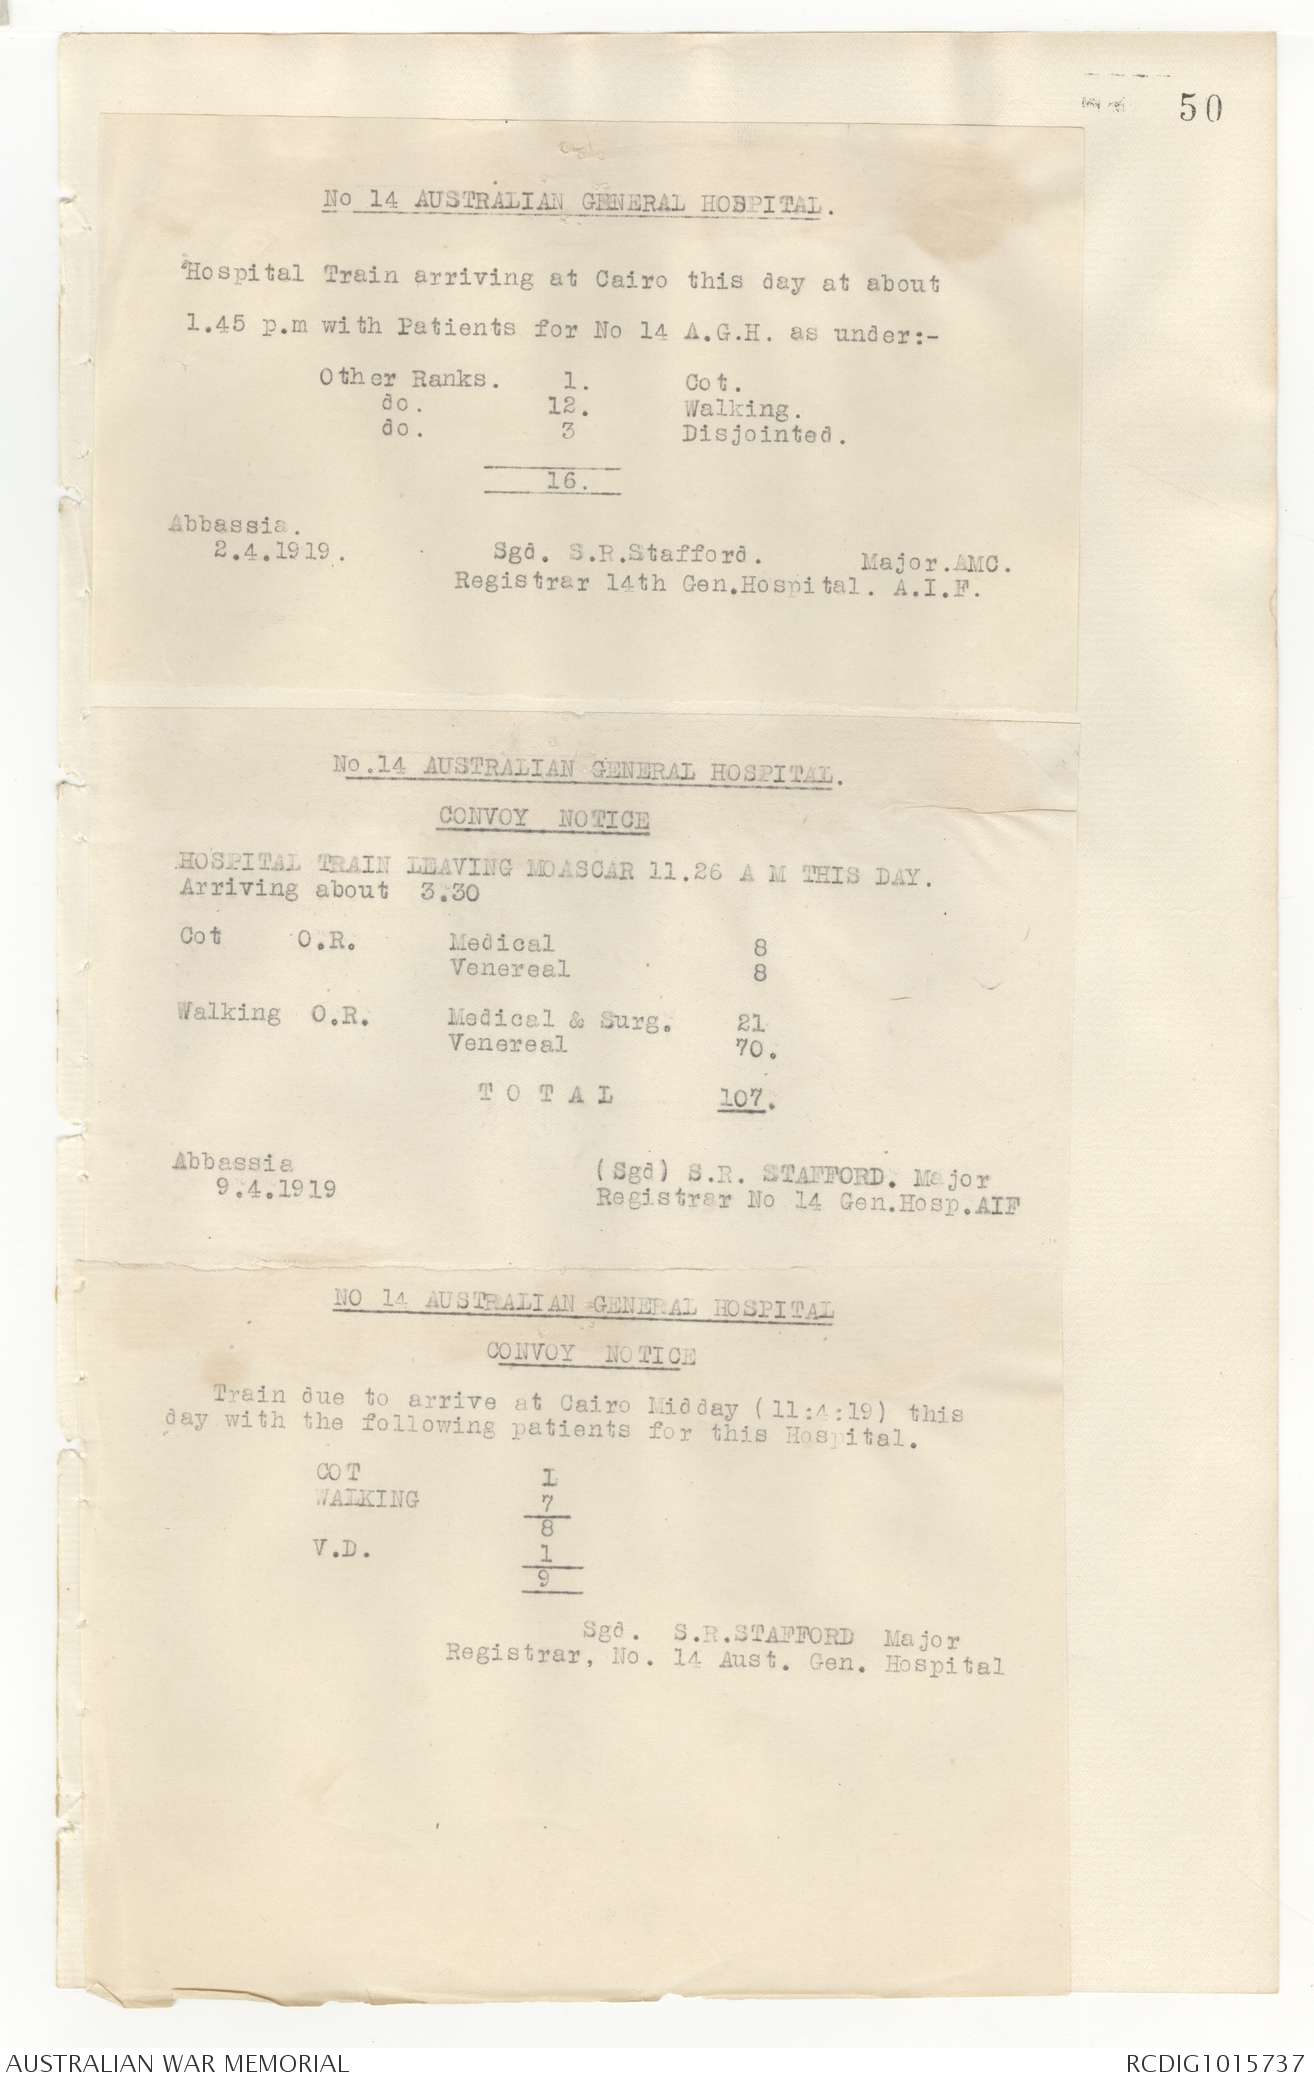 50
No 14 AUSTRALIAN GENERAL HOSPITAL.
Hospital Train arriving at Cairo this day at about
1.45 p.m with Patients for No 14 A.G.H. as under:-
Other Ranks. 1. Cot.
do. 12. Walking.
do. 3 Disjointed.
16.
Abbassia.
2.4.1919.
Sgd. S.R.Stafford. Major.AMC.
Registrar 14th Gen.Hospital. A.I.F.
No.14 AUSTRALIAN GENERAL HOSPITAL.
CONVOY NOTICE
HOSPITAL TRAIN LEAVING MOASCAR 11.26 A M THIS DAY.
Arriving about 3.30
Cot O.R. Medical 8
Venereal 8
Walking O.R. Medical & Surg. 21
Venereal 70.
T O T A L 107.
Abbassia
9.4.1919
(Sgd) S.R. STAFFORD. Major
Registrar No 14 Gen.Hosp.AIF
NO 14 AUSTRALIAN GENERAL HOSPITAL
CONVOY NOTICE
Train due to arrive at Cairo Midday (11:4:19) this
day with the following patients for this Hospital.
COT 1
WALKING 7
8
V.D. 1
9
Sgd. S.R.STAFFORD Major
Registrar, No. 14 Aust. Gen. Hospital
AUSTRALIAN WAR MEMORIAL
RCDIG1015737